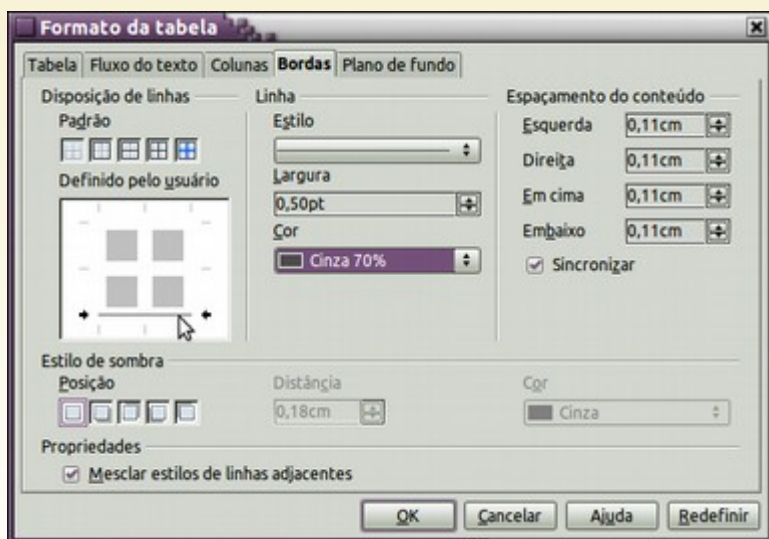 Formato da tabela
Tabela Fluxo do texto Colunas Bordas Plano de fundo
Disposição de linhas
Padrão
Definido pelo usuário
Linha
Estilo
Largura
0,50pt
Cor
Cinza 70%
Espaçamento do conteúdo
Esquerda 0,11cm
Direita 0,11cm
Em cima 0,11cm
Embaixo 0,11cm
Sincronizar
Estilo de sombra
Posição
Distância
0,18cm
Cor
Cinza
Propriedades
Mesclar estilos de linhas adjacentes
OK Cancelar Ajuda Redefinir